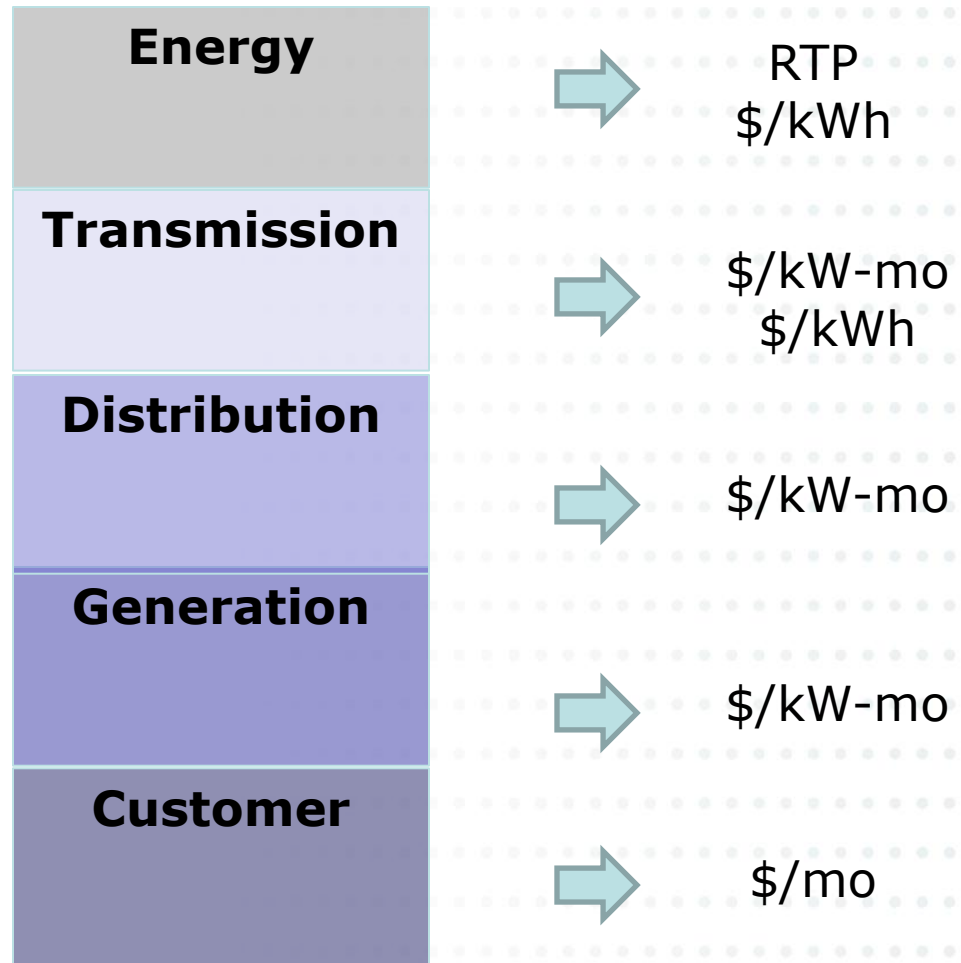 Energy
RTP
$/kWh
Transmission
$/kW-mo
$/kWh
Distribution
$/kW-mo
Generation
$/kW-mo
Customer
$/mo